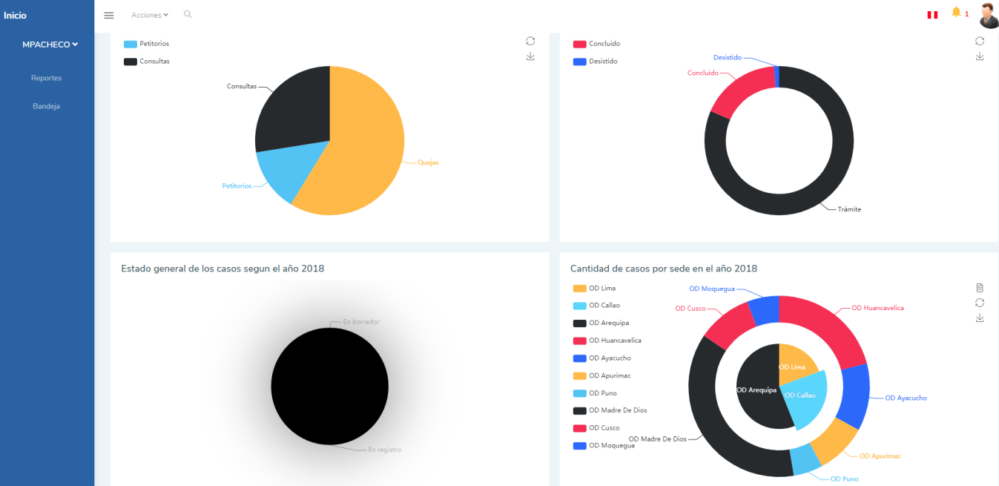 Inicio
Acciones
1
MPACHECO
Reportes
Bandeja
Petitorios
Consultas
Consultas
Quejas
Petitorios
Concluido
Desistido
Desistido
Concluido
Trámite
Estado general de los casos segun el año 2018
En borrador
En registro
Cantidad de casos por sede en el año 2018
OD Lima
OD Callao
OD Arequipa
OD Huancavelica
OD Ayacucho
OD Apurimac
OD Puno
OD Madre De Dios
OD Cusco
OD Moquegua
OD Moquegua
OD Cusco
OD Huancavelica
OD Lima
OD Arequipa
OD Callao
OD Ayacucho
OD Madre De Dios
OD Apurimac
OD Puno